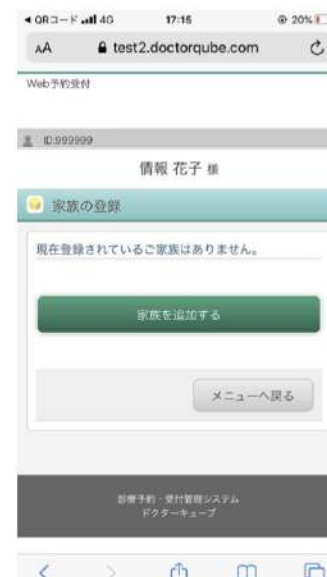 ◀ QRコード 4G 17:15 20%
AA test2.doctorqube.com
Web予約受付
ID:999999
情報 花子 様
家族の登録
現在登録されているご家族はありません。
家族を追加する
メニューへ戻る
診療予約・受付管理システム
ドクターキューブ